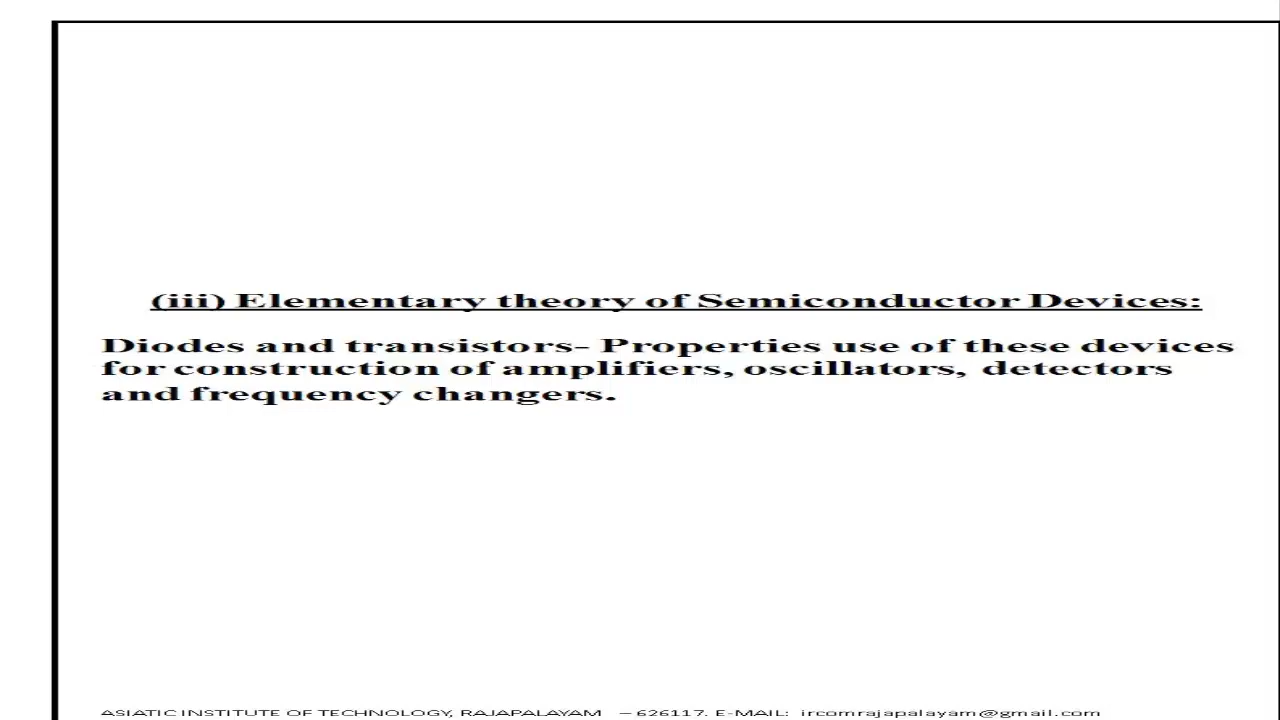 (iii) Elementary theory of Semiconductor Devices:
Diodes and transistors- Properties use of these devices
for construction of amplifiers, oscillators, detectors
and frequency changers.
ASIATIC INSTITUTE OF TECHNOLOGY, RAJAPALAYAM – 626117. E-MAIL: ircomrajapalayam@gmail.com